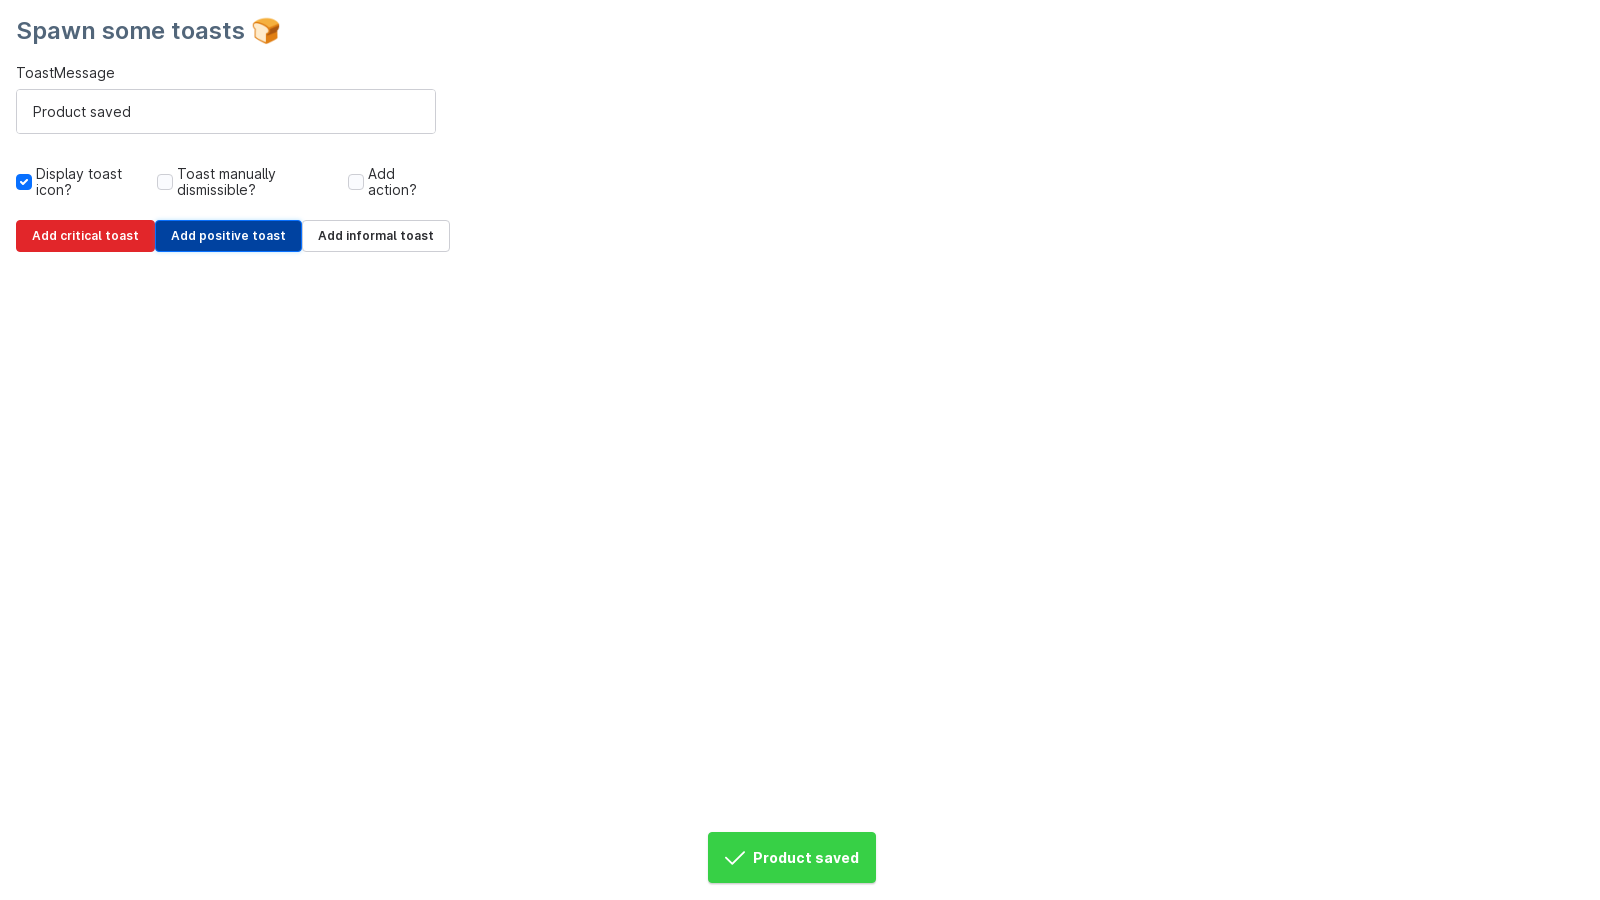 Spawn some toasts 🍞
ToastMessage
Product saved
Display toast
icon?
Toast manually
dismissible?
Add
action?
Add critical toast
Add positive toast
Add informal toast
Product saved